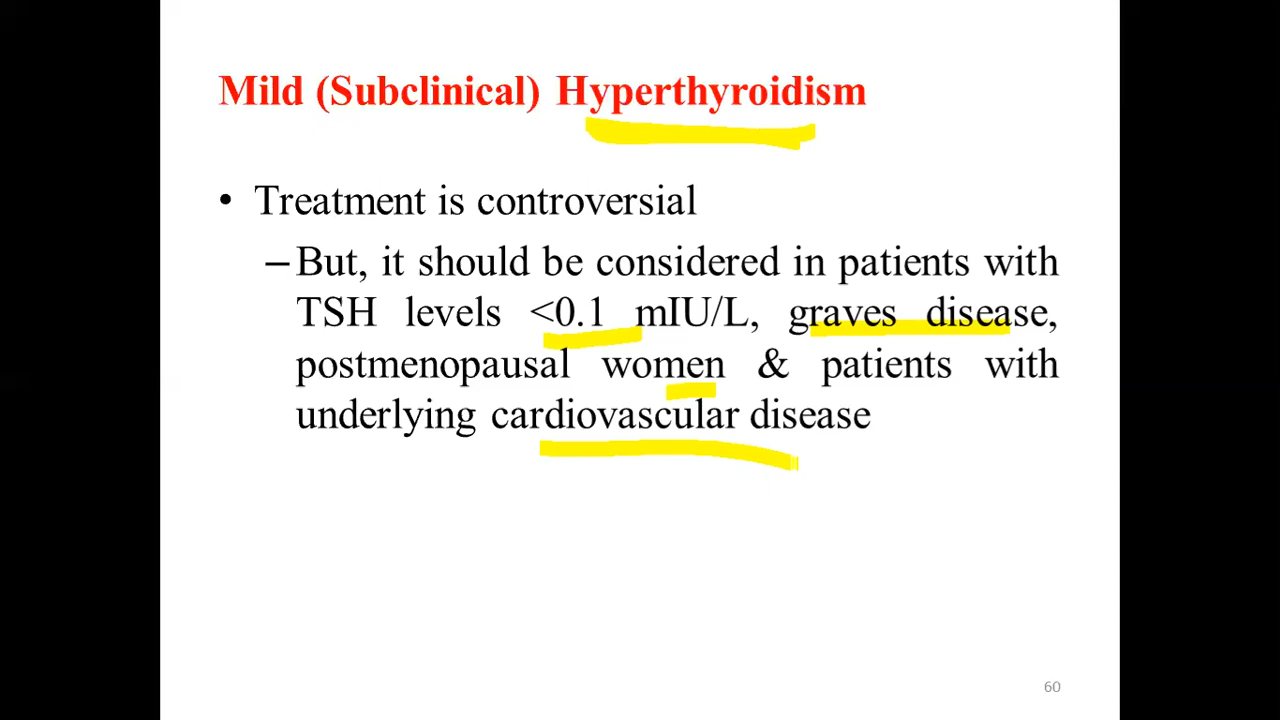 Mild (Subclinical) Hyperthyroidism
• Treatment is controversial
–But, it should be considered in patients with
TSH levels <0.1 mIU/L, graves disease,
postmenopausal women & patients with
underlying cardiovascular disease
60